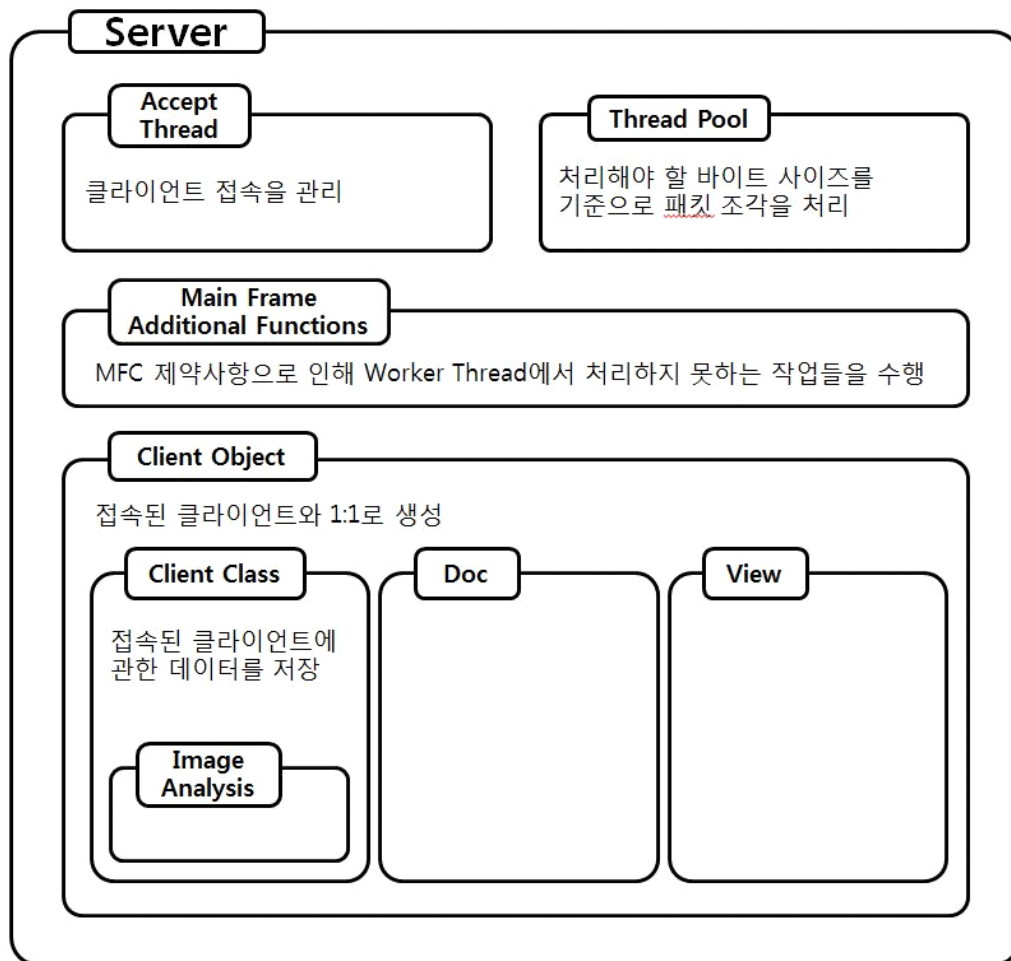 Server
Accept
Thread
클라이언트 접속을 관리
Thread Pool
처리해야 할 바이트 사이즈를
기준으로 패킷 조각을 처리
Main Frame
Additional Functions
MFC 제약사항으로 인해 Worker Thread에서 처리하지 못하는 작업들을 수행
Client Object
접속된 클라이언트와 1:1로 생성
Client Class
접속된 클라이언트에
관한 데이터를 저장
Image
Analysis
Doc
View